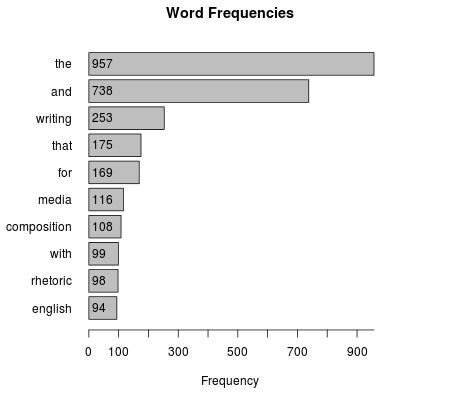 Word Frequencies
the 957
and 738
writing 253
that 175
for 169
media 116
composition 108
with 99
rhetoric 98
english 94
0 100 300 500 700 900
Frequency